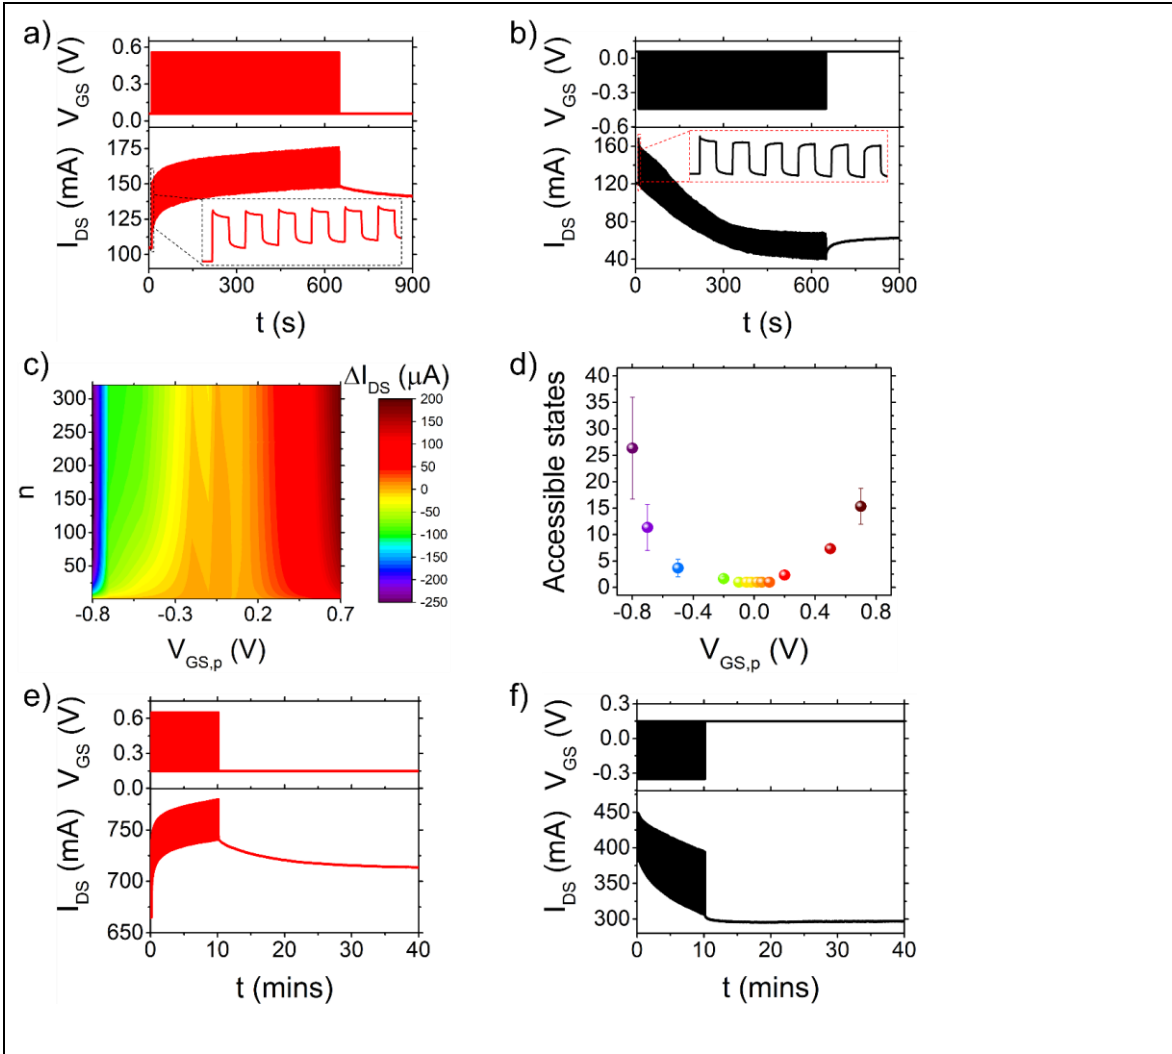 a)
V_GS (V)
0.6
0.3
0.0
I_DS (mA)
175
150
125
100
0 300 600 900
t (s)
b)
V_GS (V)
0.0
-0.3
-0.6
I_DS (mA)
160
120
80
40
0 300 600 900
t (s)
c)
n
300
250
200
150
100
50
-0.8 -0.3 0.2 0.7
V_GS,p (V)
ΔI_DS (μA)
200
150
100
50
0
-50
-100
-150
-200
-250
d)
Accessible states
40
35
30
25
20
15
10
5
0
-0.8 -0.4 0.0 0.4 0.8
V_GS,p (V)
e)
V_GS (V)
0.6
0.3
0.0
I_DS (mA)
750
700
650
0 10 20 30 40
t (mins)
f)
V_GS (V)
0.3
0.0
-0.3
I_DS (mA)
450
400
350
300
0 10 20 30 40
t (mins)